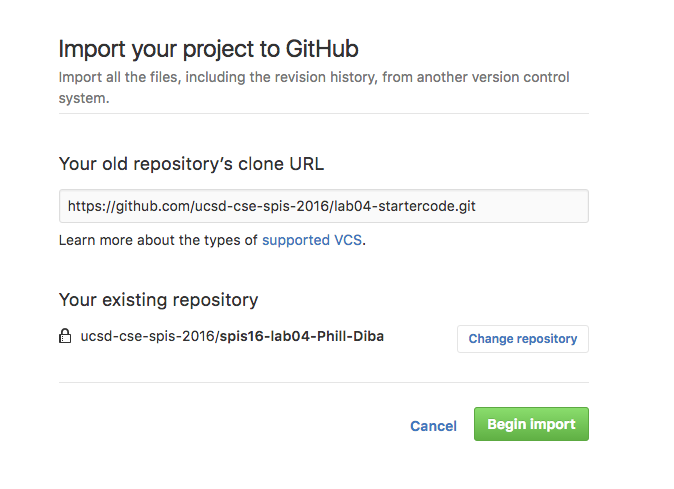 Import your project to GitHub
Import all the files, including the revision history, from another version control
system.
Your old repository’s clone URL
https://github.com/ucsd-cse-spis-2016/lab04-startercode.git
Learn more about the types of supported VCS.
Your existing repository
ucsd-cse-spis-2016/spis16-lab04-Phill-Diba
Change repository
Cancel
Begin import